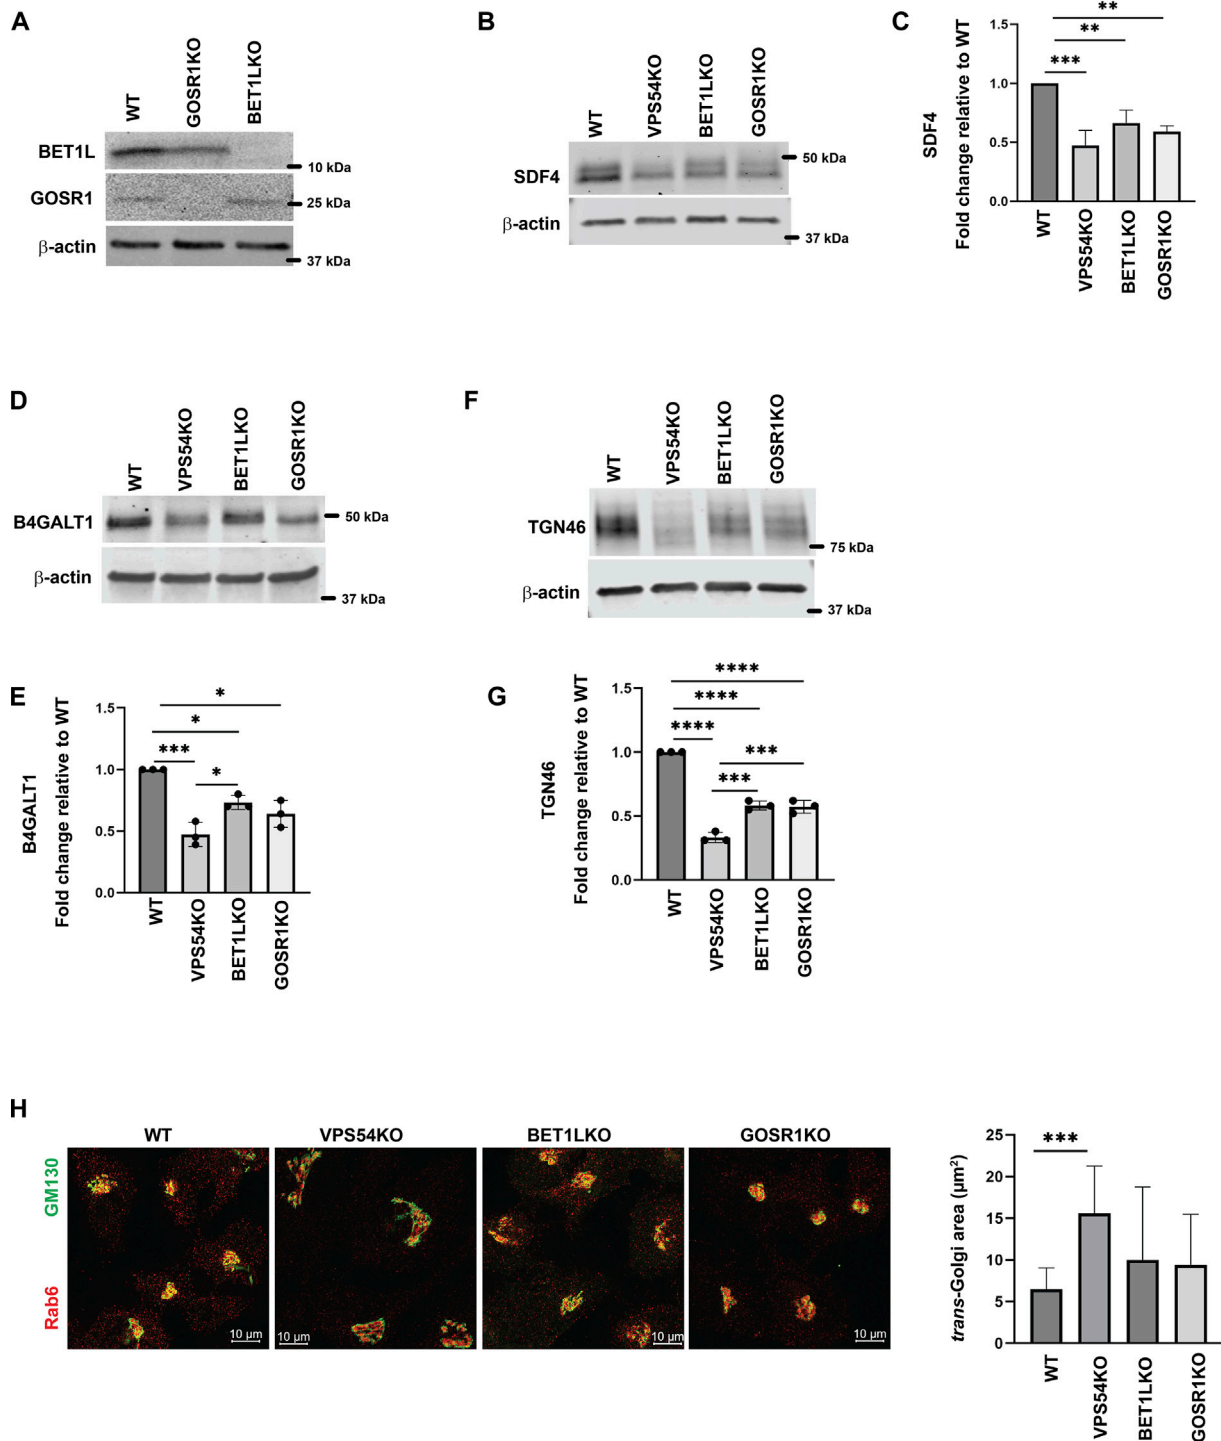 A
WT
GOSR1KO
BET1LKO
BET1L
10 kDa
GOSR1
25 kDa
β-actin
37 kDa
B
WT
VPS54KO
BET1LKO
GOSR1KO
50 kDa
SDF4
β-actin
37 kDa
C
SDF4
Fold change relative to WT
**
**
***
1.5
1.0
0.5
0.0
WT
VPS54KO
BET1LKO
GOSR1KO
D
WT
VPS54KO
BET1LKO
GOSR1KO
B4GALT1
50 kDa
β-actin
37 kDa
F
WT
VPS54KO
BET1LKO
GOSR1KO
TGN46
75 kDa
β-actin
37 kDa
E
B4GALT1
Fold change relative to WT
*
*
***
*
1.5
1.0
0.5
0.0
WT
VPS54KO
BET1LKO
GOSR1KO
G
TGN46
Fold change relative to WT
****
****
****
***
***
1.5
1.0
0.5
0.0
WT
VPS54KO
BET1LKO
GOSR1KO
H
WT
VPS54KO
BET1LKO
GOSR1KO
GM130
Rab6
10 µm
10 µm
10 µm
10 µm
trans-Golgi area (µm²)
***
25
20
15
10
5
0
WT
VPS54KO
BET1LKO
GOSR1KO